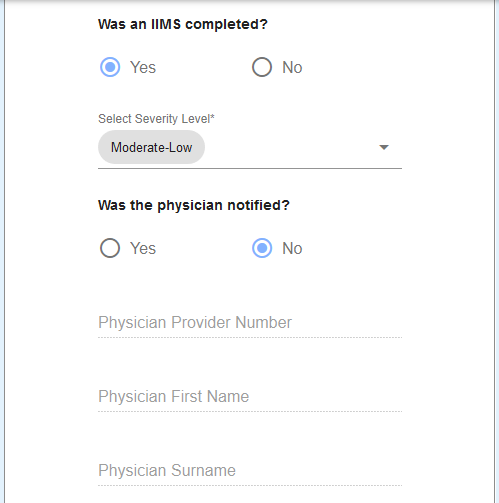 Was an IIMS completed?
Yes No
Select Severity Level*
Moderate-Low
Was the physician notified?
Yes No
Physician Provider Number
Physician First Name
Physician Surname